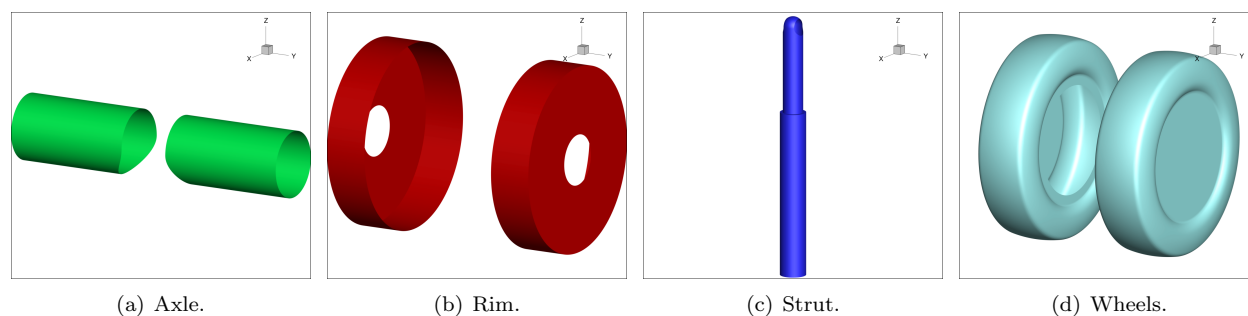 Z
X
Y
Z
X
Y
Z
X
Y
Z
X
Y
(a) Axle.
(b) Rim.
(c) Strut.
(d) Wheels.